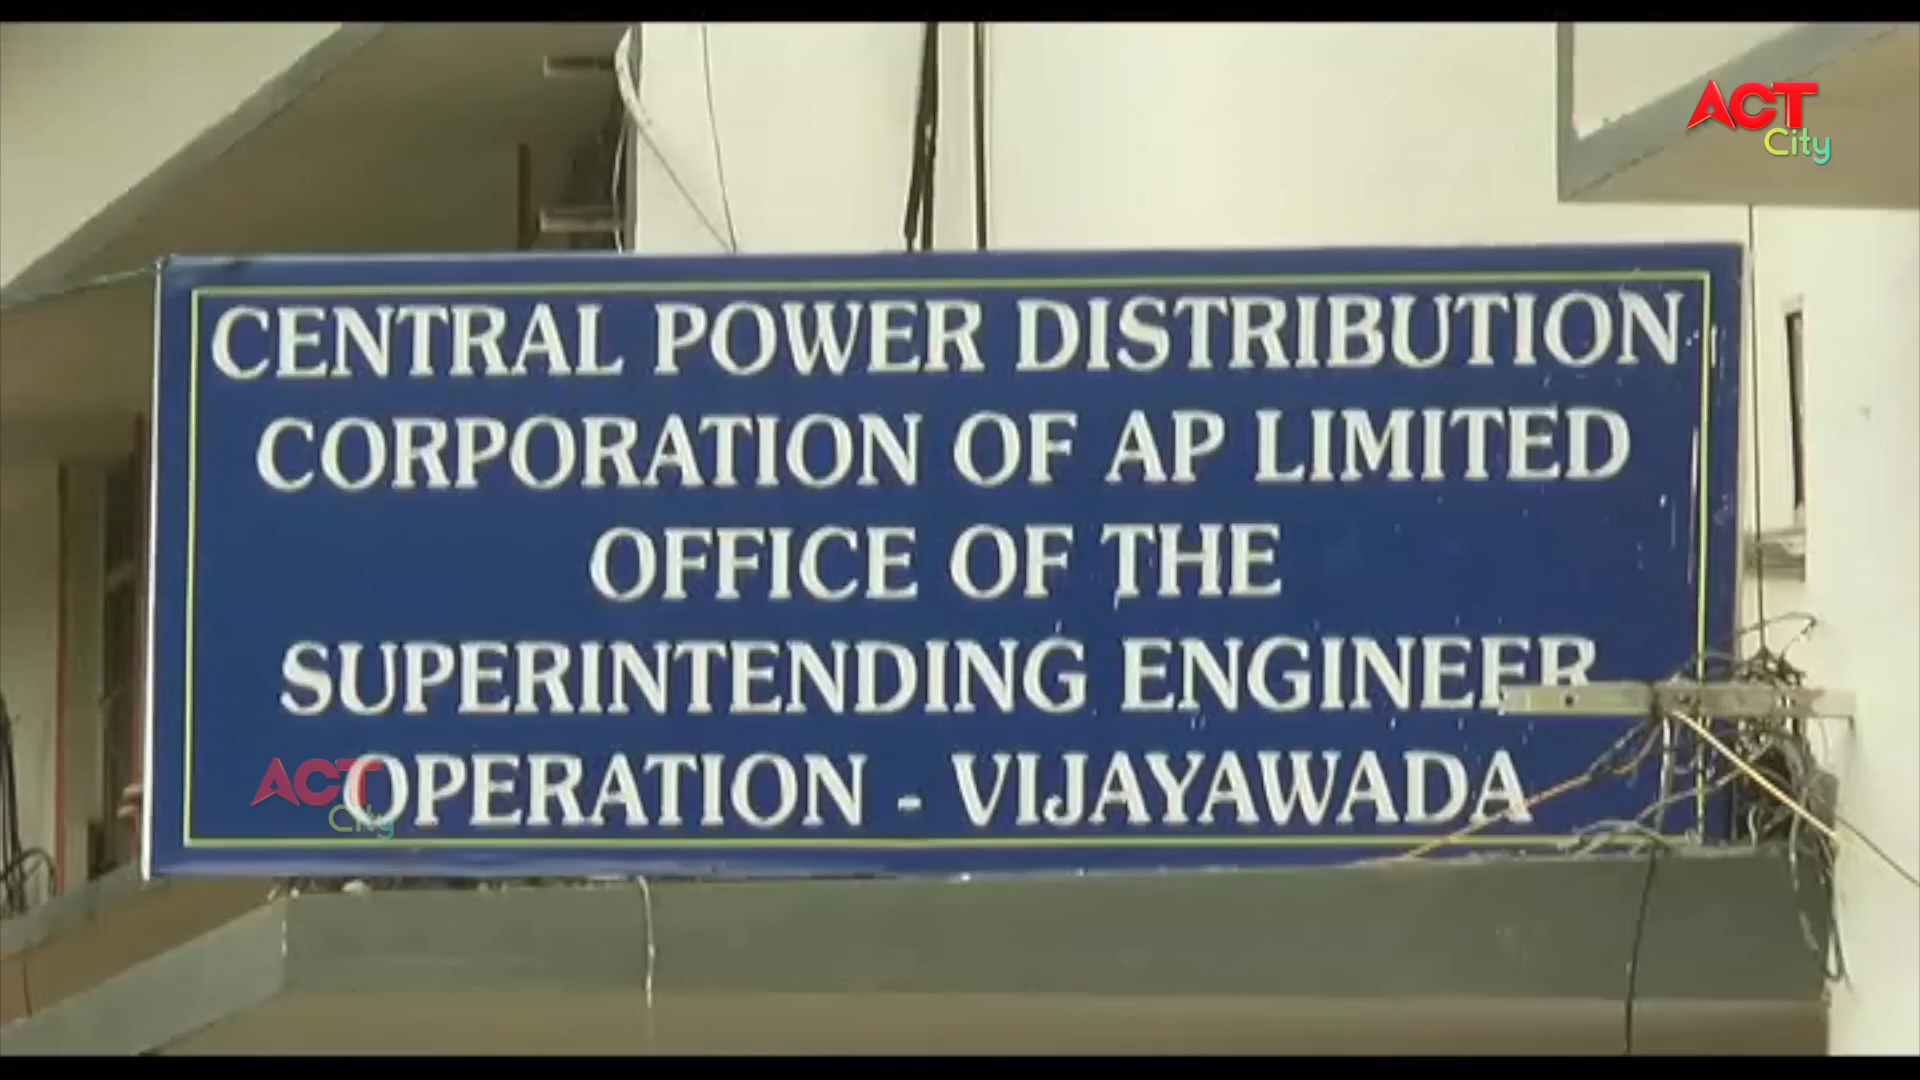 ACT
City
CENTRAL POWER DISTRIBUTION
CORPORATION OF AP LIMITED
OFFICE OF THE
SUPERINTENDING ENGINEER
OPERATION - VIJAYAWADA
ACT
City